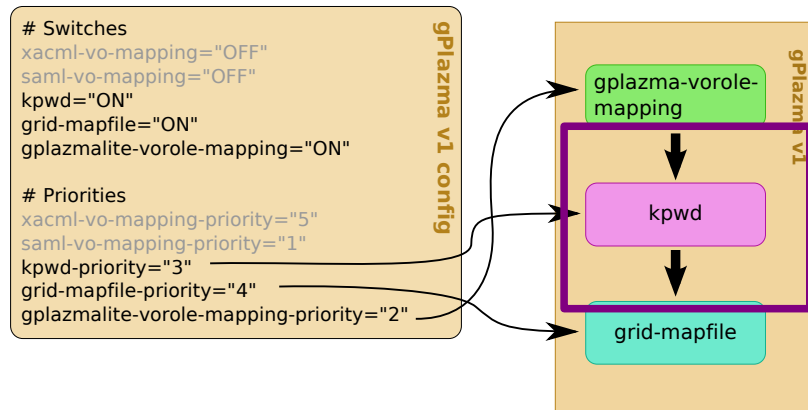 # Switches
xacml-vo-mapping="OFF"
saml-vo-mapping="OFF"
kpwd="ON"
grid-mapfile="ON"
gplazmalite-vorole-mapping="ON"
# Priorities
xacml-vo-mapping-priority="5"
saml-vo-mapping-priority="1"
kpwd-priority="3"
grid-mapfile-priority="4"
gplazmalite-vorole-mapping-priority="2"
gPlazma v1 config
gplazma-vorole-
mapping
kpwd
grid-mapfile
gPlazma v1